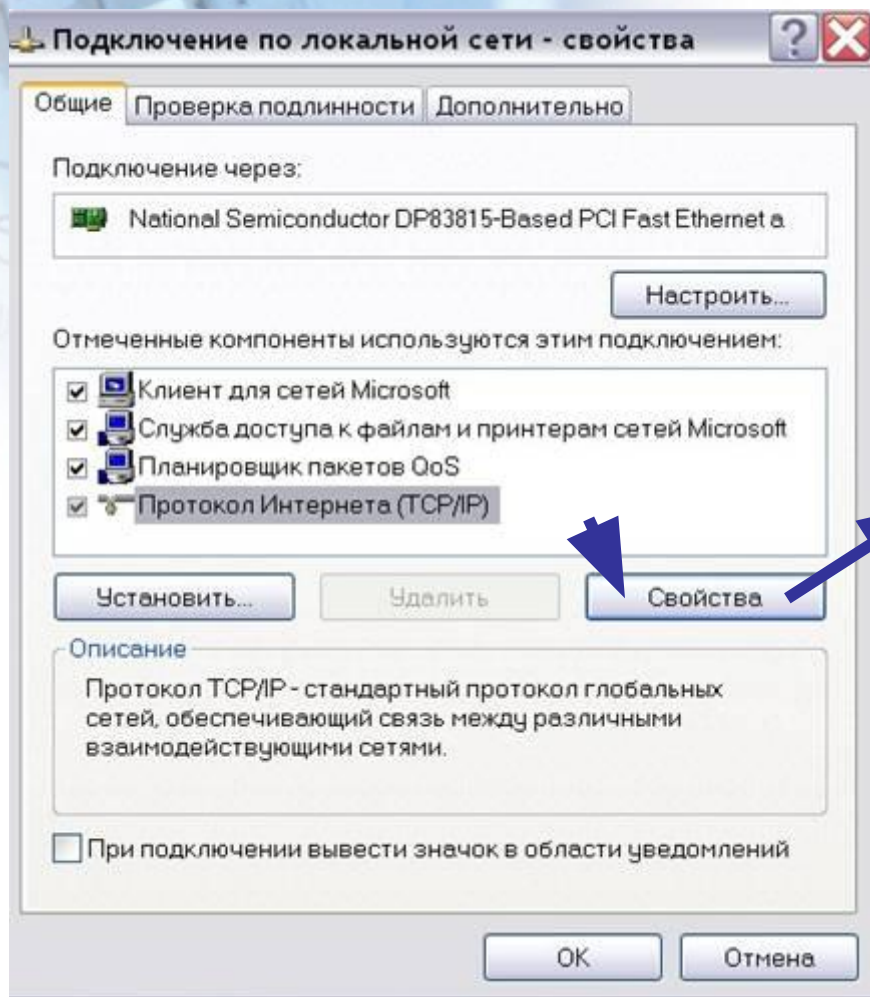 Подключение по локальной сети - свойства
Общие Проверка подлинности Дополнительно
Подключение через:
National Semiconductor DP83815-Based PCI Fast Ethernet a
Настроить...
Отмеченные компоненты используются этим подключением:
Клиент для сетей Microsoft
Служба доступа к файлам и принтерам сетей Microsoft
Планировщик пакетов QoS
Протокол Интернета (TCP/IP)
Установить... Удалить Свойства
Описание
Протокол TCP/IP - стандартный протокол глобальных
сетей, обеспечивающий связь между различными
взаимодействующими сетями.
При подключении вывести значок в области уведомлений
OK Отмена